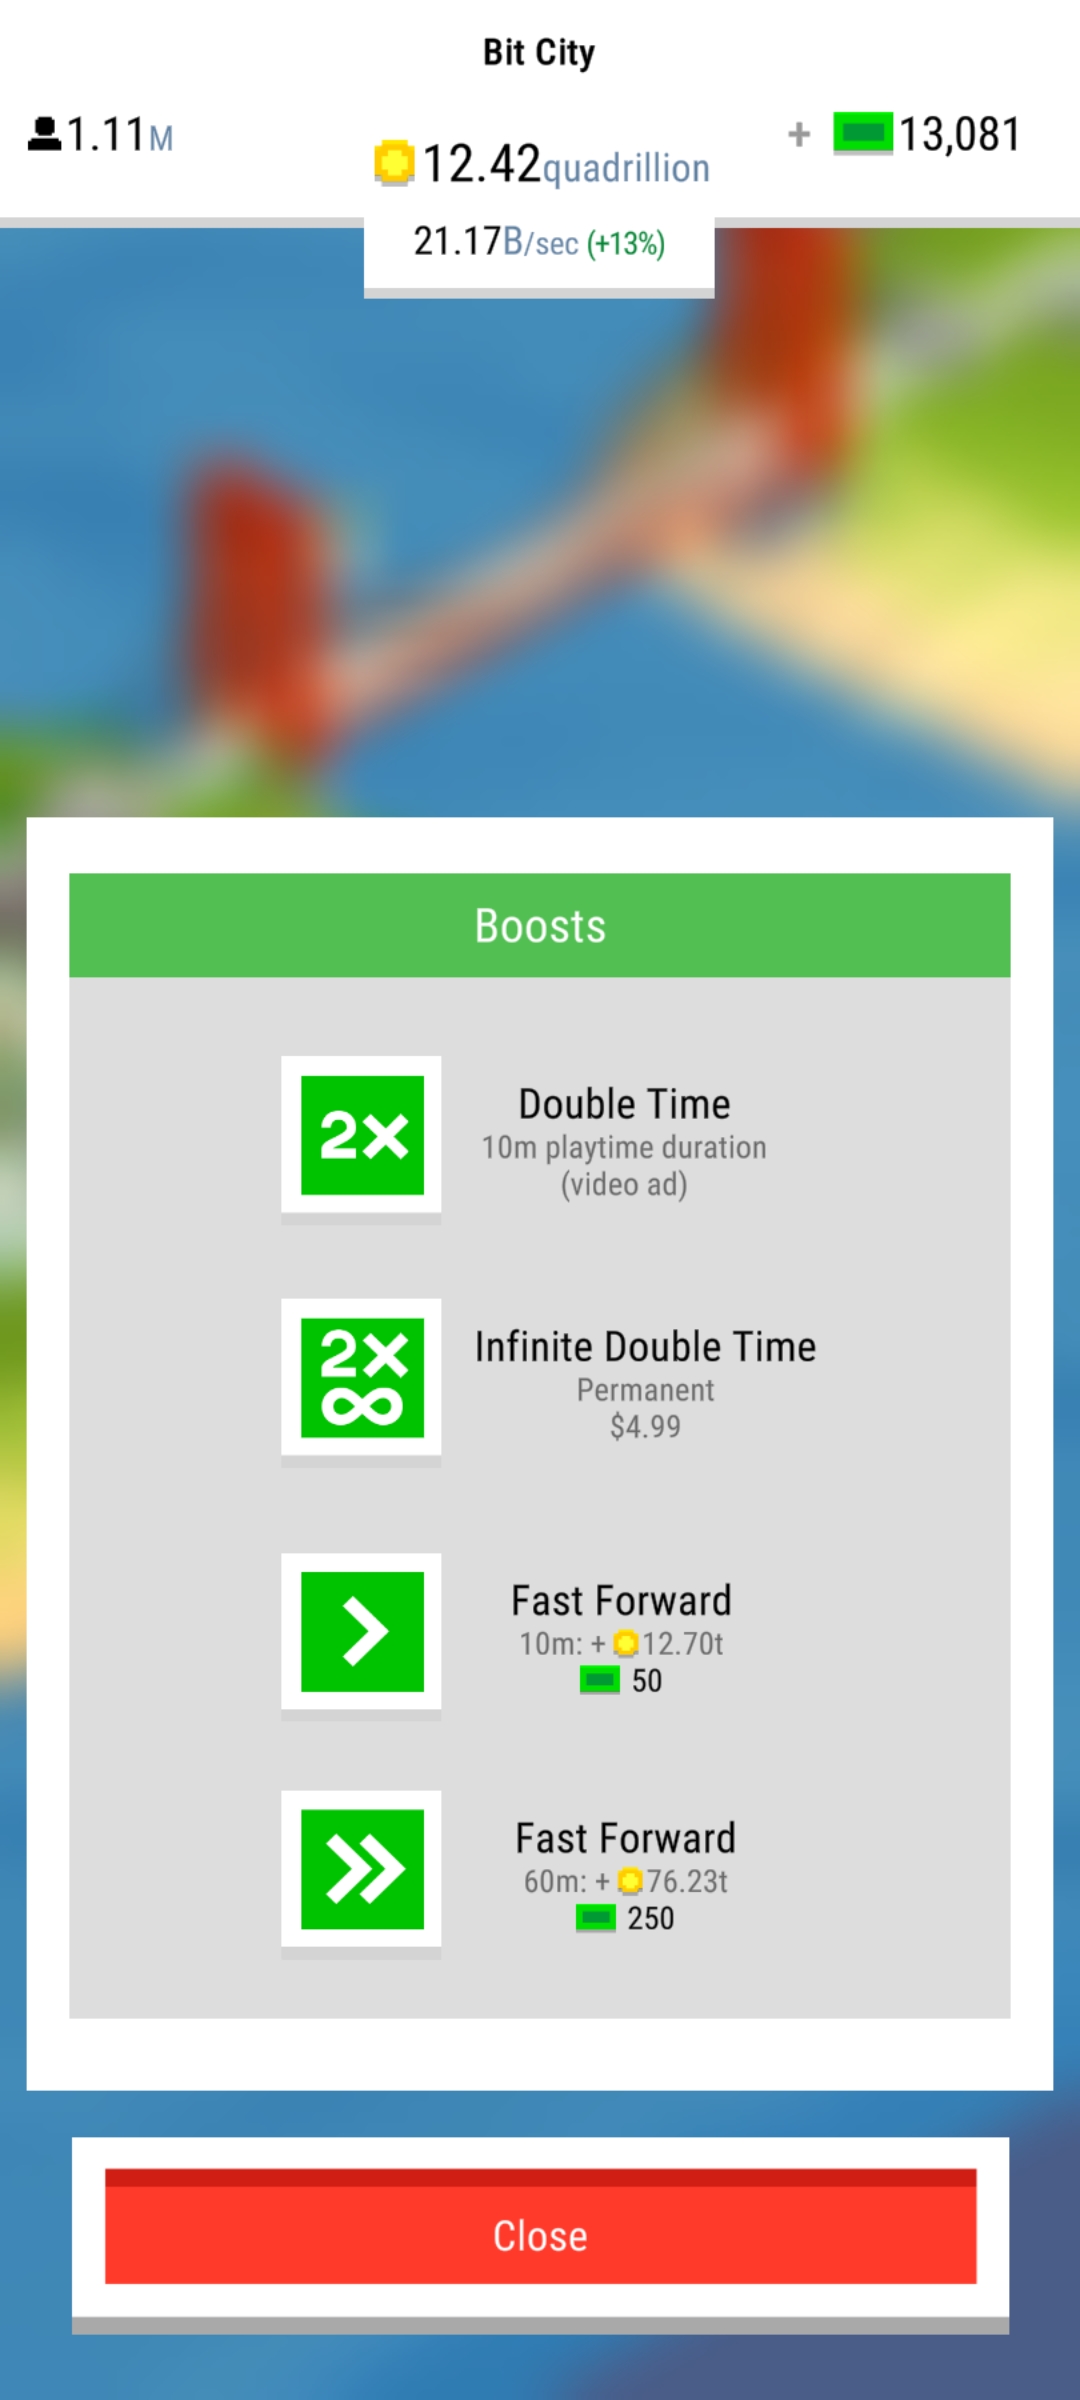 Bit City
1.11M
12.42quadrillion
+ 13,081
21.17B/sec (+13%)
Boosts
2×
Double Time
10m playtime duration
(video ad)
2×
∞
Infinite Double Time
Permanent
$4.99
Fast Forward
10m: + 12.70t
50
Fast Forward
60m: + 76.23t
250
Close